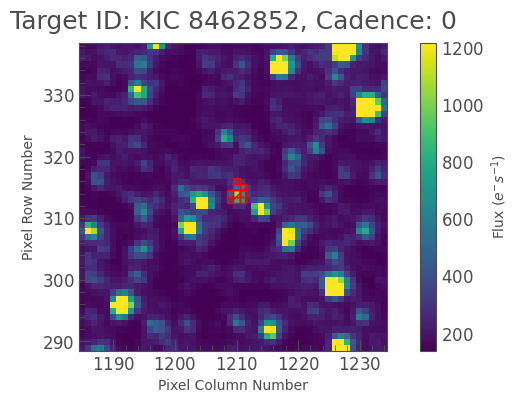 Target ID: KIC 8462852, Cadence: 0
330
320
310
300
290
Pixel Row Number
1190 1200 1210 1220 1230
Pixel Column Number
1200
1000
800
600
400
200
Flux (e⁻s⁻¹)